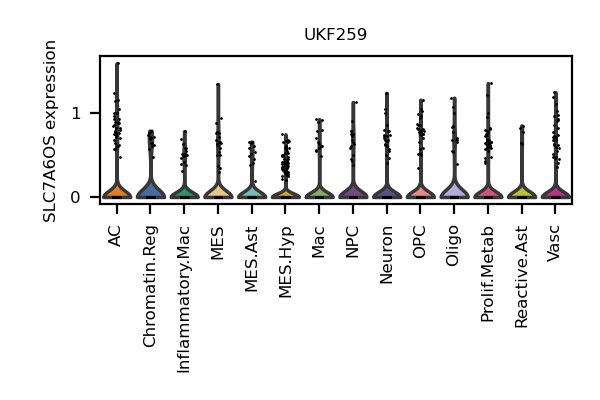 UKF259
SLC7A6OS expression
1
0
AC
Chromatin.Reg
Inflammatory.Mac
MES
MES.Ast
MES.Hyp
Mac
NPC
Neuron
OPC
Oligo
Prolif.Metab
Reactive.Ast
Vasc